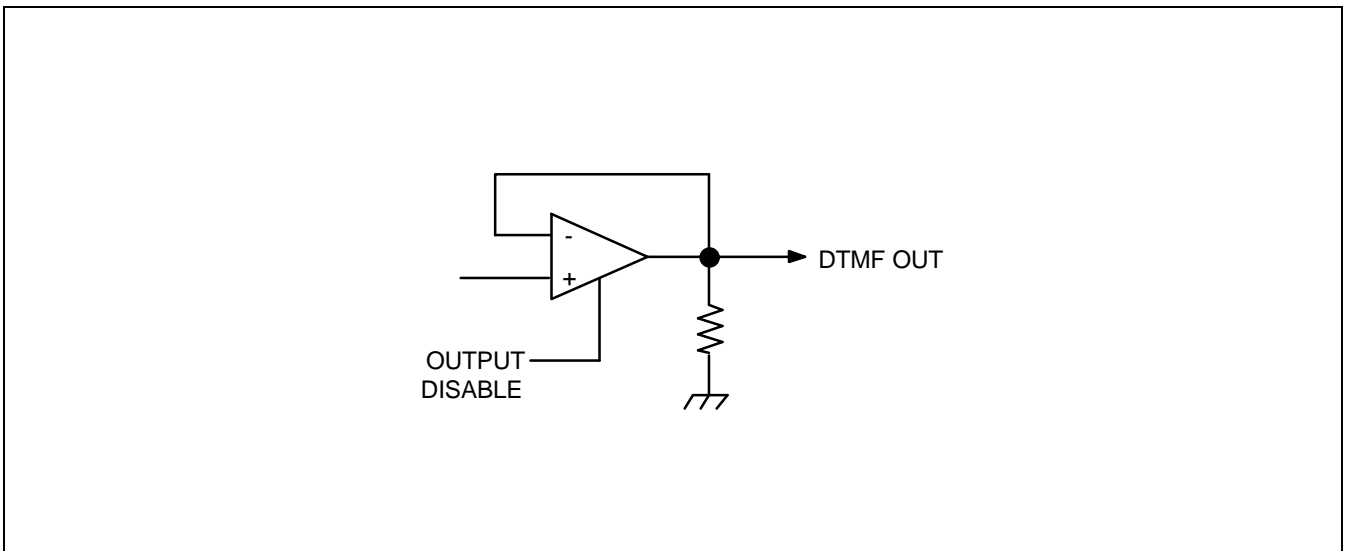 -
DTMF OUT
+
OUTPUT
DISABLE